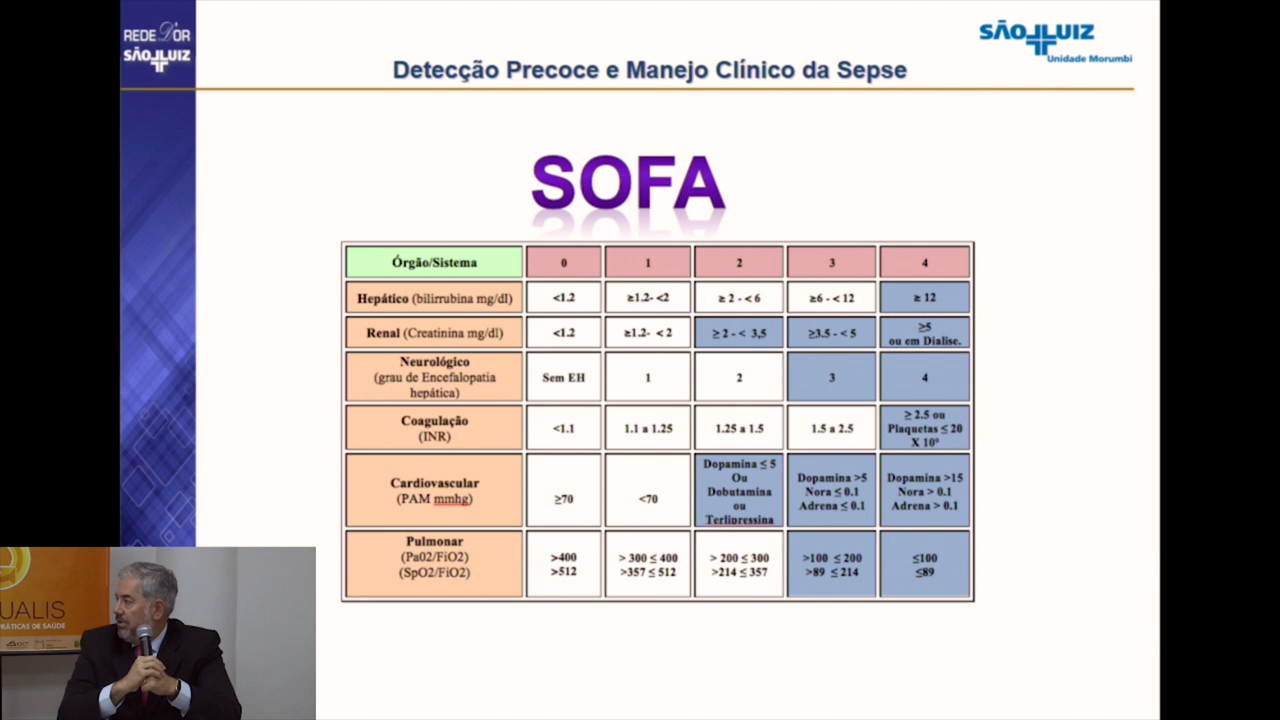 REDE D'OR
SÃO LUIZ
SÃO LUIZ
Unidade Morumbi
Detecção Precoce e Manejo Clínico da Sepse
SOFA
Órgão/Sistema 0 1 2 3 4
Hepático (bilirrubina mg/dl) <1.2 ≥1.2- <2 ≥ 2 - < 6 ≥6 - < 12 ≥ 12
Renal (Creatinina mg/dl) <1.2 ≥1.2- < 2 ≥ 2 - < 3,5 ≥3.5 - < 5 ≥5
ou em Dialise.
Neurológico
(grau de Encefalopatia
hepática) Sem EH 1 2 3 4
Coagulação
(INR) <1.1 1.1 a 1.25 1.25 a 1.5 1.5 a 2.5 ≥ 2.5 ou
Plaquetas ≤ 20
X 10⁹
Cardiovascular
(PAM mmhg) ≥70 <70 Dopamina ≤ 5
Ou
Dobutamina
ou
Terlipressina
Dopamina >5
Nora ≤ 0.1
Adrena ≤ 0.1
Dopamina >15
Nora > 0.1
Adrena > 0.1
Pulmonar
(Pa02/FiO2) >400 > 300 ≤ 400 > 200 ≤ 300 >100 ≤ 200 ≤100
(SpO2/FiO2) >512 >357 ≤ 512 >214 ≤ 357 >89 ≤ 214 ≤89
UALIS
PRÁTICAS DE SAÚDE